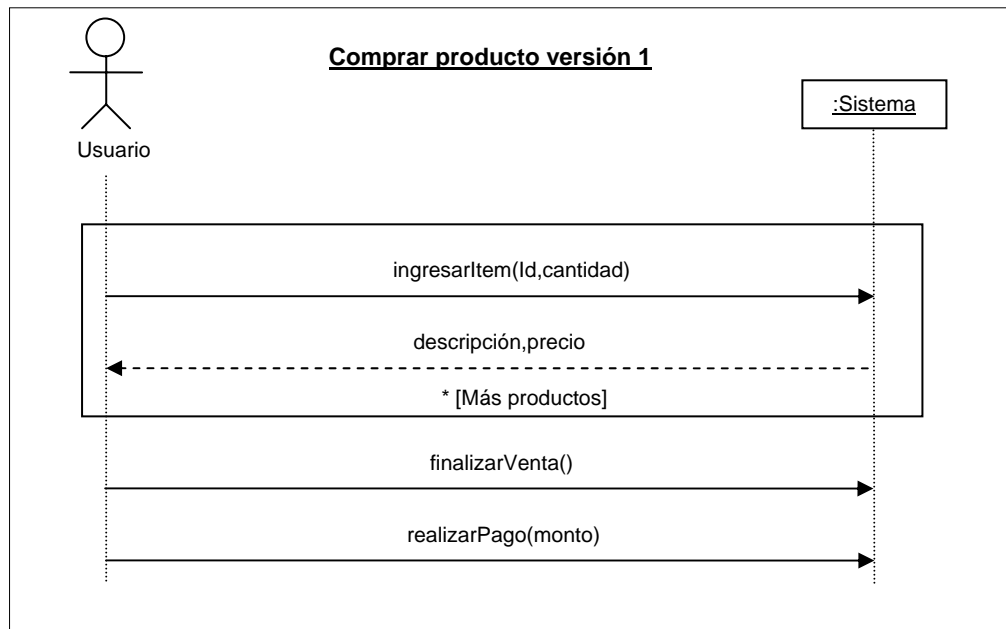 Comprar producto versión 1
:Sistema
Usuario
ingresarItem(Id,cantidad)
descripción,precio
* [Más productos]
finalizarVenta()
realizarPago(monto)